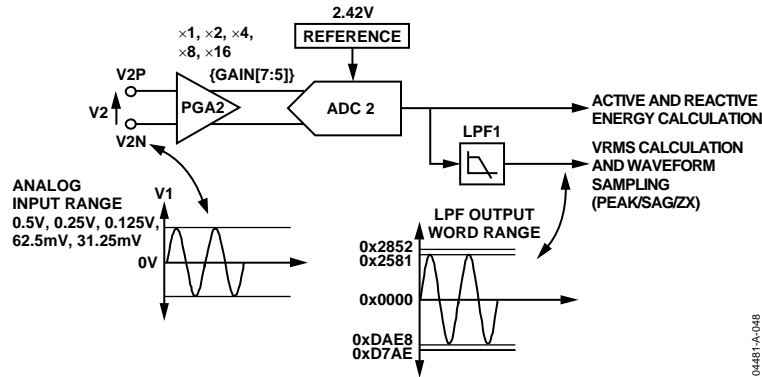 2.42V
REFERENCE
×1, ×2, ×4,
×8, ×16
{GAIN[7:5]}
V2P
V2
V2N
PGA2
ADC 2
ACTIVE AND REACTIVE
ENERGY CALCULATION
LPF1
VRMS CALCULATION
AND WAVEFORM
SAMPLING
(PEAK/SAG/ZX)
ANALOG
INPUT RANGE
0.5V, 0.25V, 0.125V,
62.5mV, 31.25mV
V1
0V
LPF OUTPUT
WORD RANGE
0x2852
0x2581
0x0000
0xDAE8
0xD7AE
04481-A-048